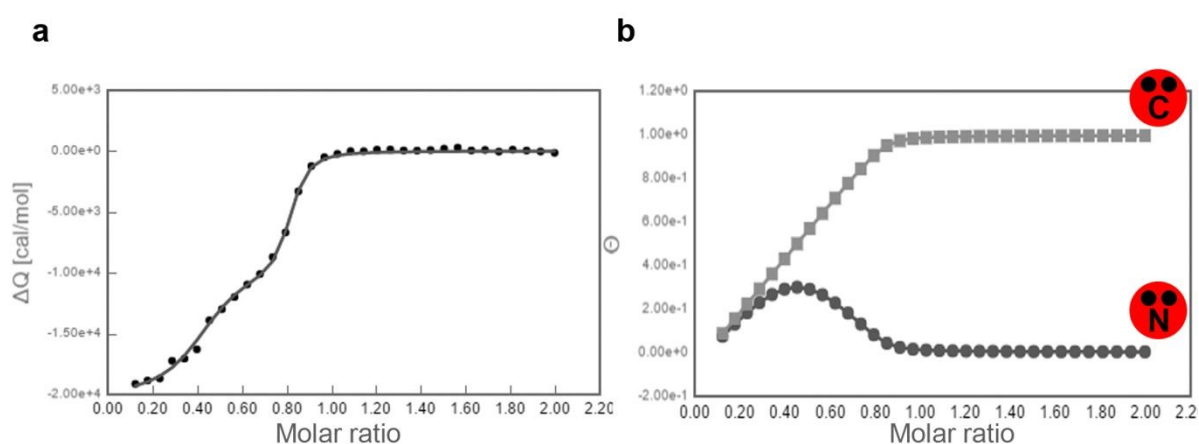 a
b
5.00e+3
0.00e+0
-5.00e+3
-1.00e+4
-1.50e+4
-2.00e+4
ΔQ [cal/mol]
0.00 0.20 0.40 0.60 0.80 1.00 1.20 1.40 1.60 1.80 2.00 2.20
Molar ratio
1.20e+0
1.00e+0
8.00e-1
6.00e-1
4.00e-1
2.00e-1
0.00e+0
-2.00e-1
Θ
C
N
0.00 0.20 0.40 0.60 0.80 1.00 1.20 1.40 1.60 1.80 2.00 2.2
Molar ratio